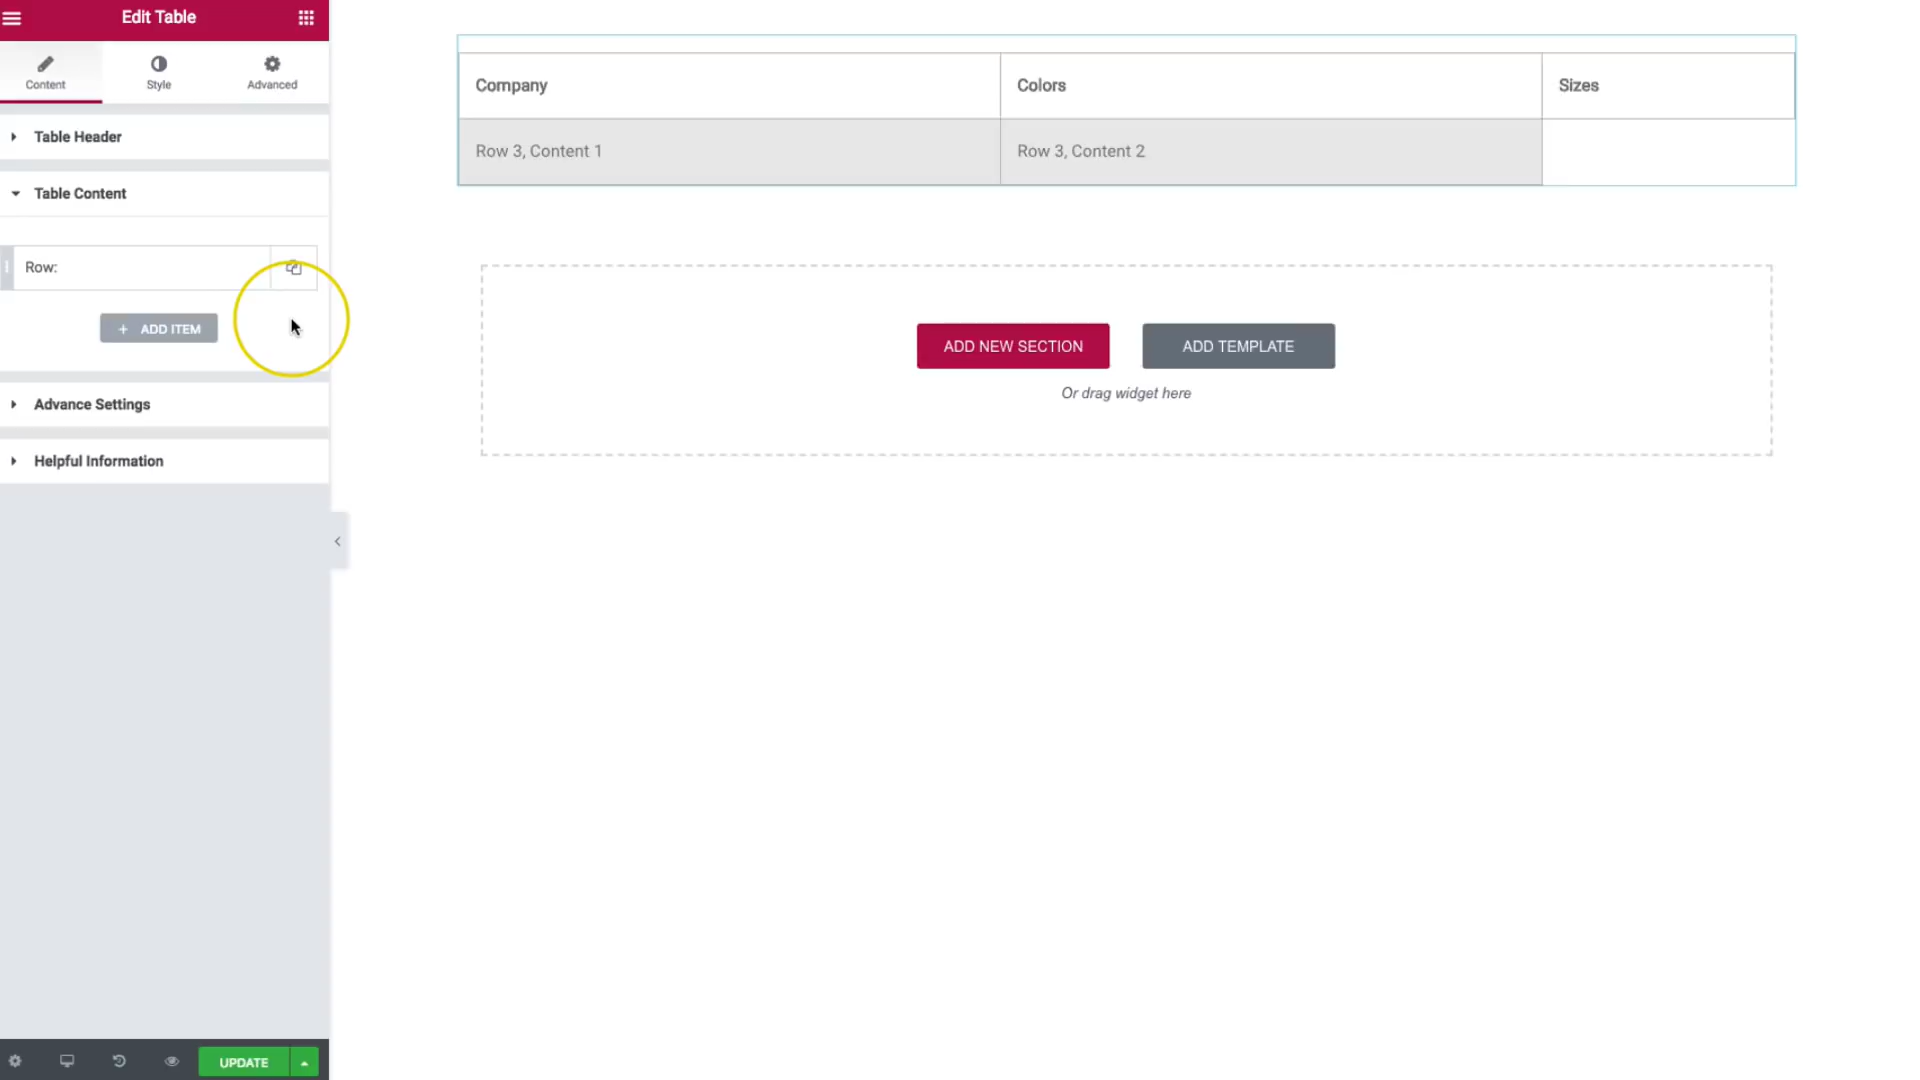 Edit Table
Content
Style
Advanced
Table Header
Table Content
Row:
+ ADD ITEM
Advance Settings
Helpful Information
UPDATE
Company
Colors
Sizes
Row 3, Content 1
Row 3, Content 2
ADD NEW SECTION
ADD TEMPLATE
Or drag widget here